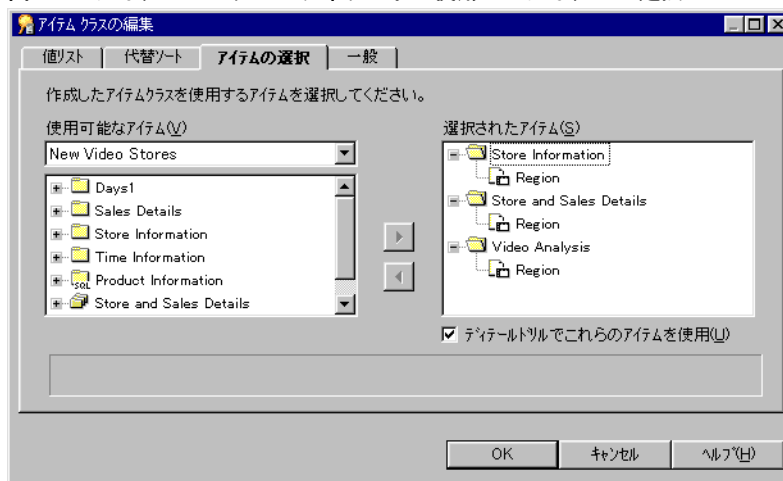 アイテム クラスの編集
値リスト
代替ソート
アイテムの選択
一般
作成したアイテムクラスを使用するアイテムを選択してください。
使用可能なアイテム(V)
New Video Stores
Days1
Sales Details
Store Information
Time Information
Product Information
Store and Sales Details
選択されたアイテム(S)
Store Information
Region
Store and Sales Details
Region
Video Analysis
Region
ディテールドリルでこれらのアイテムを使用(U)
OK
キャンセル
ヘルプ(H)